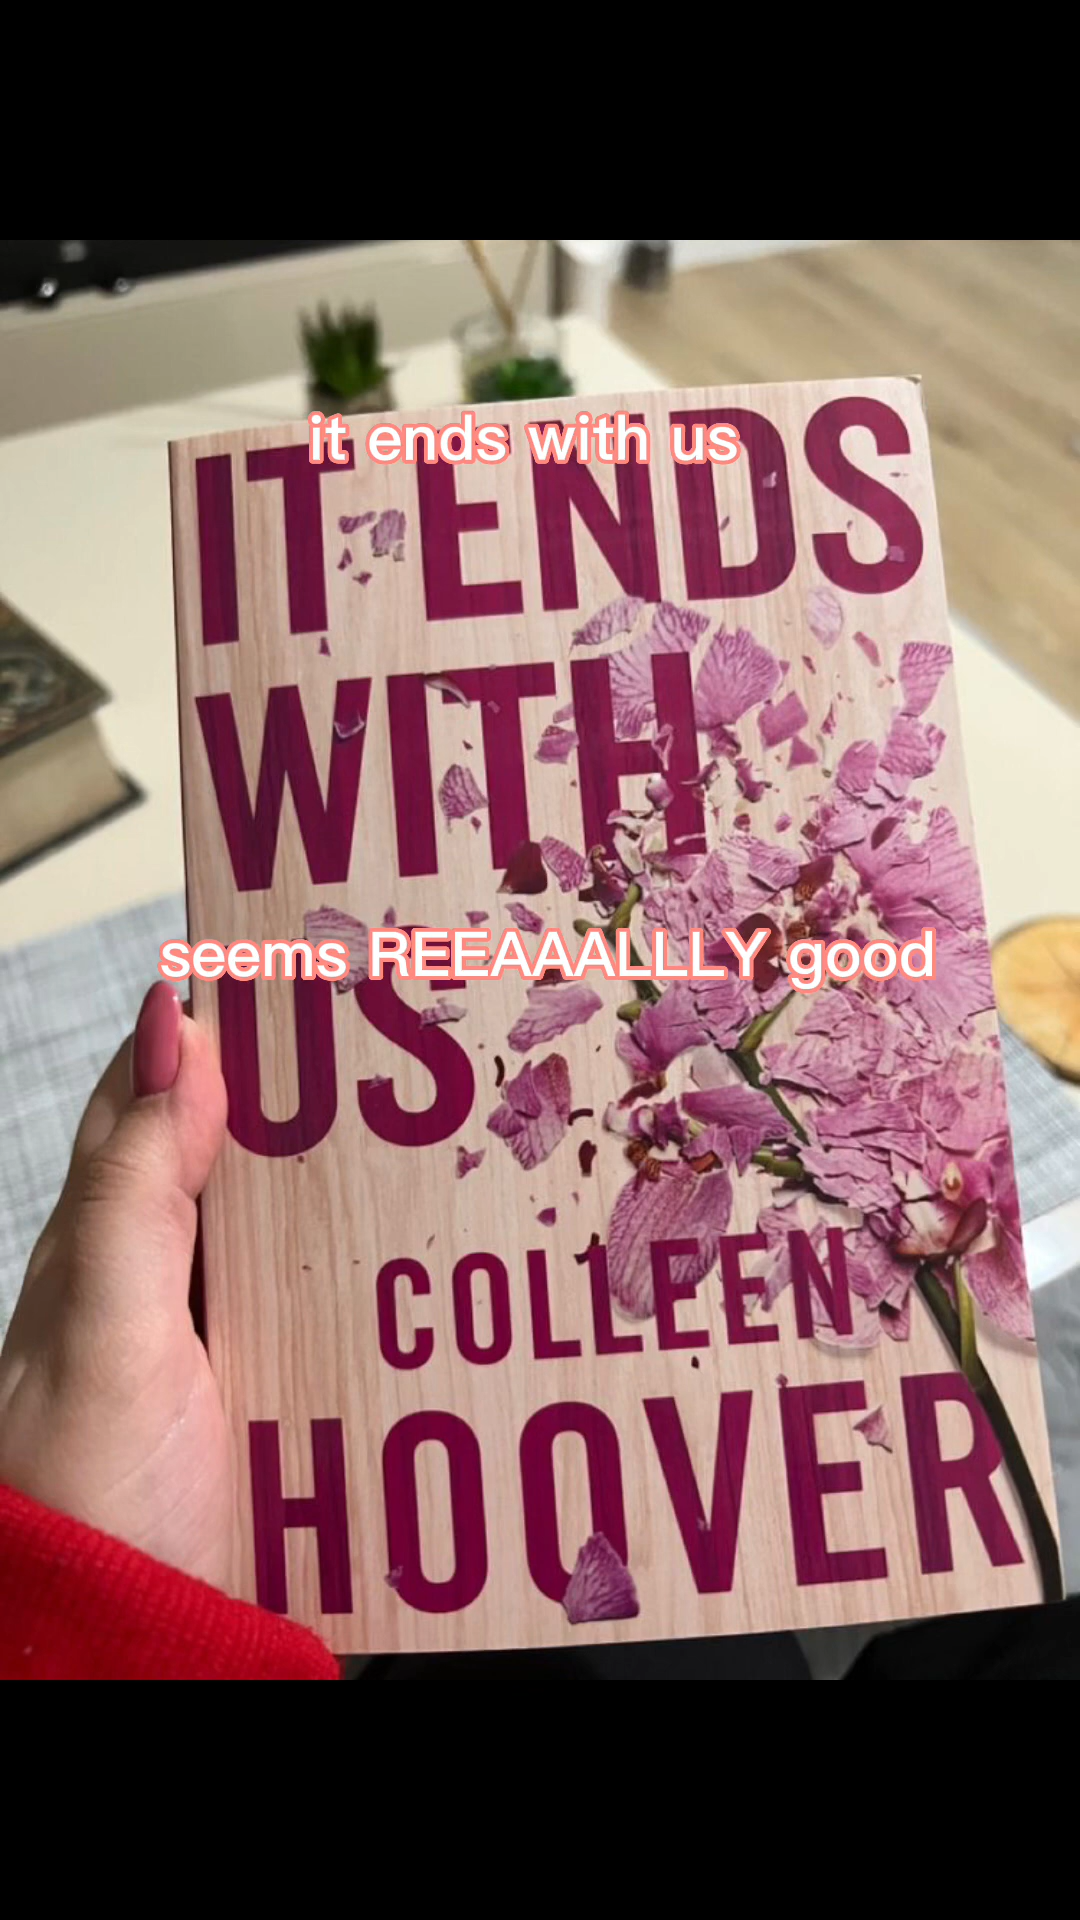 it ends with us
IT ENDS
WITH
US
seems REEAAALLLY good
COLLEEN
HOOVER